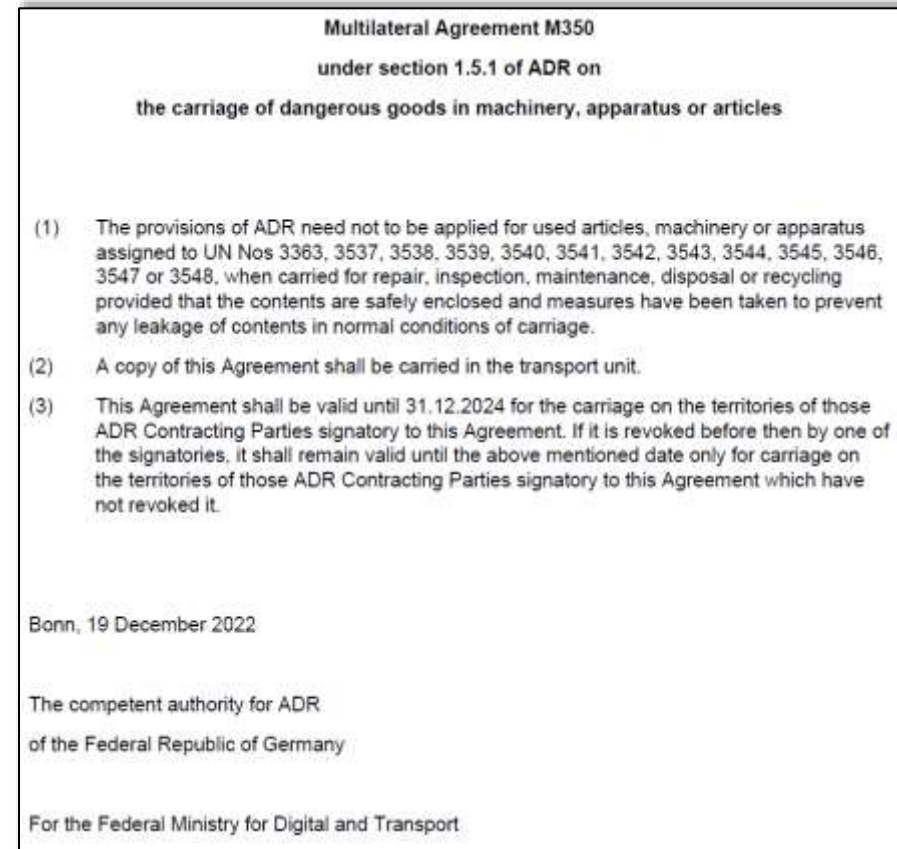 Multilateral Agreement M350
under section 1.5.1 of ADR on
the carriage of dangerous goods in machinery, apparatus or articles
(1) The provisions of ADR need not to be applied for used articles, machinery or apparatus
assigned to UN Nos 3363, 3537, 3538, 3539, 3540, 3541, 3542, 3543, 3544, 3545, 3546,
3547 or 3548, when carried for repair, inspection, maintenance, disposal or recycling
provided that the contents are safely enclosed and measures have been taken to prevent
any leakage of contents in normal conditions of carriage.
(2) A copy of this Agreement shall be carried in the transport unit.
(3) This Agreement shall be valid until 31.12.2024 for the carriage on the territories of those
ADR Contracting Parties signatory to this Agreement. If it is revoked before then by one of
the signatories, it shall remain valid until the above mentioned date only for carriage on
the territories of those ADR Contracting Parties signatory to this Agreement which have
not revoked it.
Bonn, 19 December 2022
The competent authority for ADR
of the Federal Republic of Germany
For the Federal Ministry for Digital and Transport